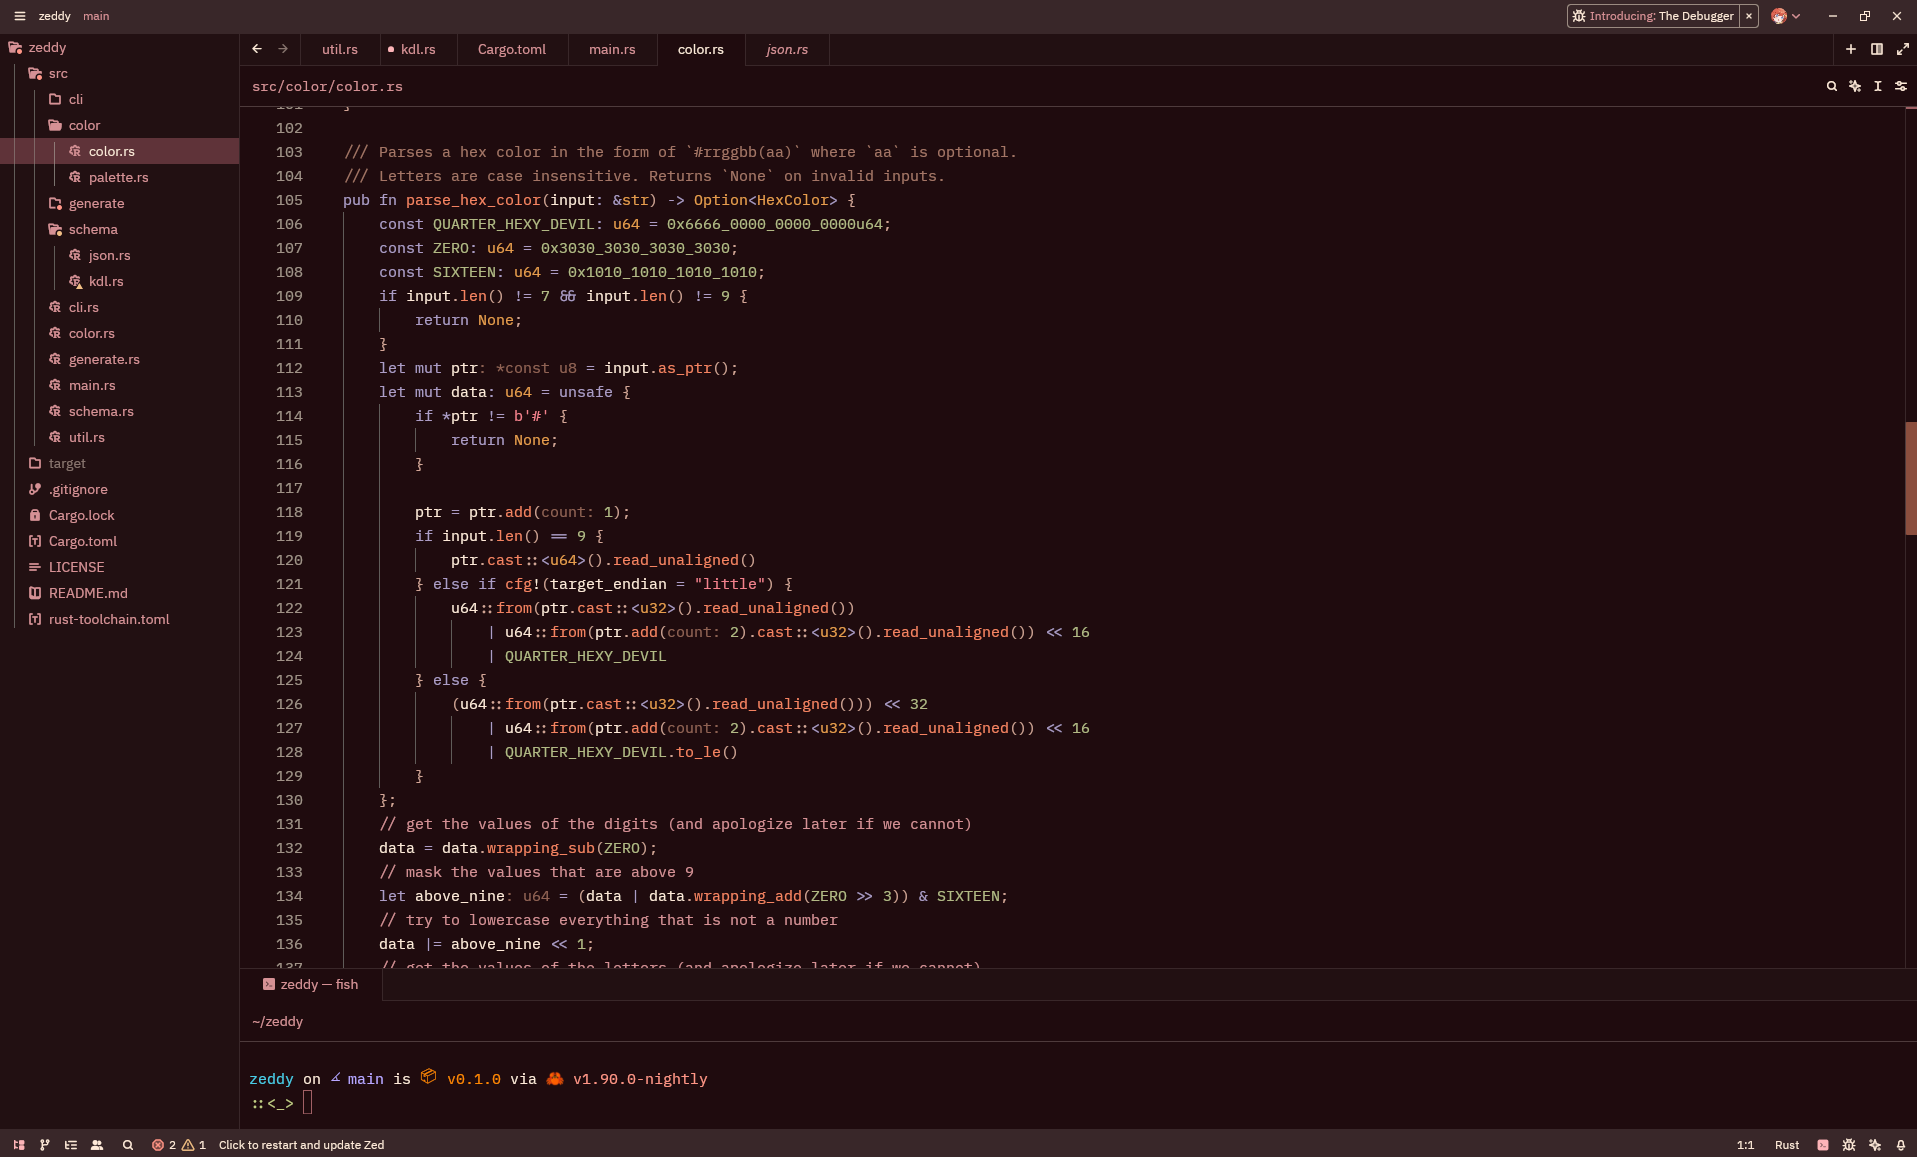 zeddy main
Introducing: The Debugger
zeddy
src
cli
color
color.rs
palette.rs
generate
schema
json.rs
kdl.rs
cli.rs
color.rs
generate.rs
main.rs
schema.rs
util.rs
target
.gitignore
Cargo.lock
Cargo.toml
LICENSE
README.md
rust-toolchain.toml
util.rs kdl.rs Cargo.toml main.rs color.rs json.rs
src/color/color.rs
101 }
102
103 /// Parses a hex color in the form of `#rrggbb(aa)` where `aa` is optional.
104 /// Letters are case insensitive. Returns `None` on invalid inputs.
105 pub fn parse_hex_color(input: &str) -> Option<HexColor> {
106 const QUARTER_HEXY_DEVIL: u64 = 0x6666_0000_0000_0000u64;
107 const ZERO: u64 = 0x3030_3030_3030_3030;
108 const SIXTEEN: u64 = 0x1010_1010_1010_1010;
109 if input.len() != 7 && input.len() != 9 {
110 return None;
111 }
112 let mut ptr: *const u8 = input.as_ptr();
113 let mut data: u64 = unsafe {
114 if *ptr != b'#' {
115 return None;
116 }
117
118 ptr = ptr.add(count: 1);
119 if input.len() == 9 {
120 ptr.cast::<u64>().read_unaligned()
121 } else if cfg!(target_endian = "little") {
122 u64::from(ptr.cast::<u32>().read_unaligned())
123 | u64::from(ptr.add(count: 2).cast::<u32>().read_unaligned()) << 16
124 | QUARTER_HEXY_DEVIL
125 } else {
126 (u64::from(ptr.cast::<u32>().read_unaligned())) << 32
127 | u64::from(ptr.add(count: 2).cast::<u32>().read_unaligned()) << 16
128 | QUARTER_HEXY_DEVIL.to_le()
129 }
130 };
131 // get the values of the digits (and apologize later if we cannot)
132 data = data.wrapping_sub(ZERO);
133 // mask the values that are above 9
134 let above_nine: u64 = (data | data.wrapping_add(ZERO >> 3)) & SIXTEEN;
135 // try to lowercase everything that is not a number
136 data |= above_nine << 1;
137 // get the values of the letters (and apologize later if we cannot)
zeddy — fish
~/zeddy
zeddy on main is v0.1.0 via v1.90.0-nightly
::<_>
2 1 Click to restart and update Zed 1:1 Rust